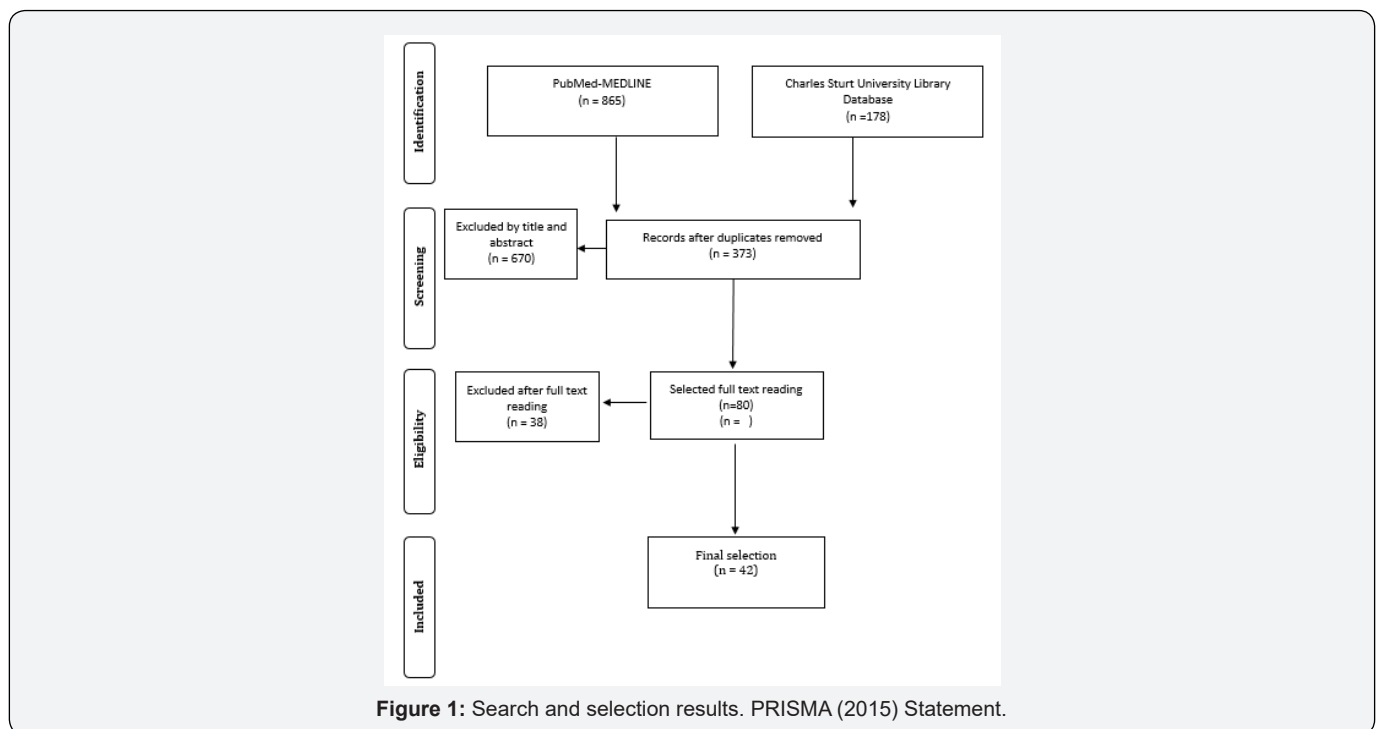 Identification
PubMed-MEDLINE
(n = 865)
Charles Sturt University Library
Database
(n =178)
Screening
Excluded by title and
abstract
(n = 670)
Records after duplicates removed
(n = 373)
Eligibility
Excluded after full text
reading
(n = 38)
Selected full text reading
(n=80)
(n = )
Included
Final selection
(n = 42)
Figure 1: Search and selection results. PRISMA (2015) Statement.